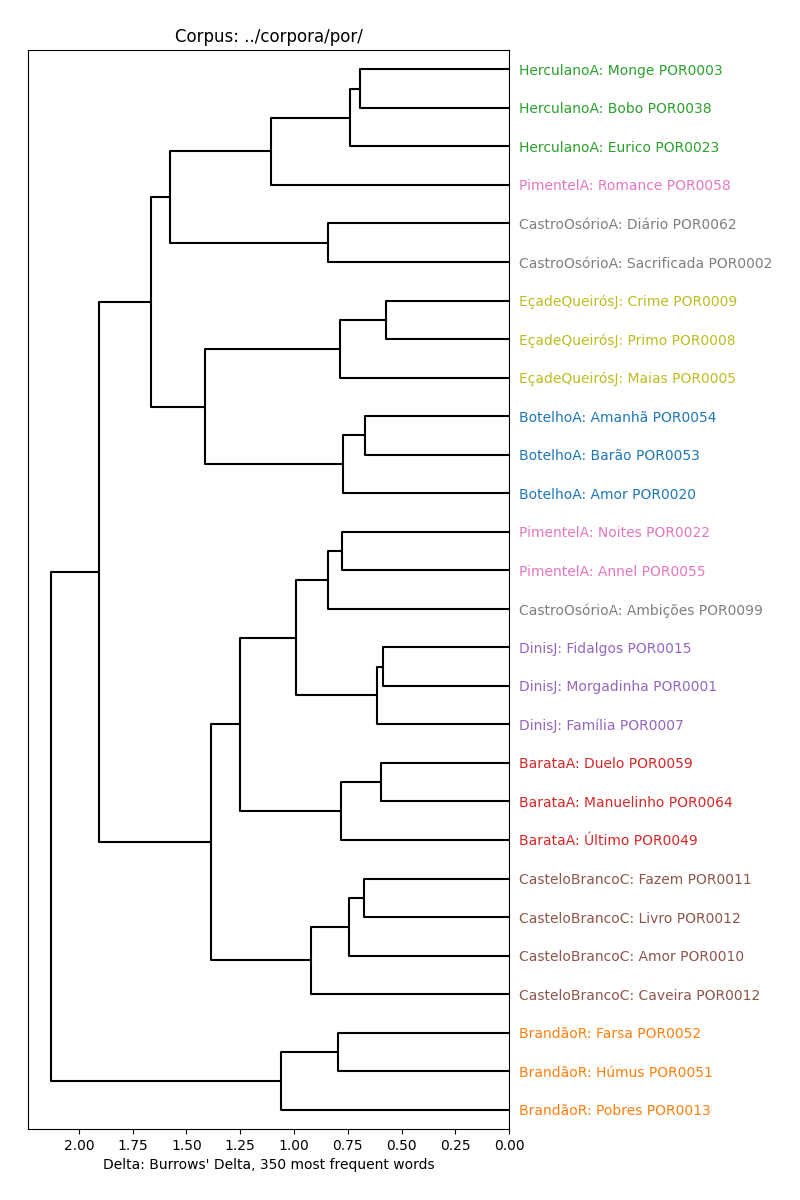 Corpus: ../corpora/por/
HerculanoA: Monge POR0003
HerculanoA: Bobo POR0038
HerculanoA: Eurico POR0023
PimentelA: Romance POR0058
CastroOsórioA: Diário POR0062
CastroOsórioA: Sacrificada POR0002
EçadeQueirósJ: Crime POR0009
EçadeQueirósJ: Primo POR0008
EçadeQueirósJ: Maias POR0005
BotelhoA: Amanhã POR0054
BotelhoA: Barão POR0053
BotelhoA: Amor POR0020
PimentelA: Noites POR0022
PimentelA: Annel POR0055
CastroOsórioA: Ambições POR0099
DinisJ: Fidalgos POR0015
DinisJ: Morgadinha POR0001
DinisJ: Família POR0007
BarataA: Duelo POR0059
BarataA: Manuelinho POR0064
BarataA: Último POR0049
CasteloBrancoC: Fazem POR0011
CasteloBrancoC: Livro POR0012
CasteloBrancoC: Amor POR0010
CasteloBrancoC: Caveira POR0012
BrandãoR: Farsa POR0052
BrandãoR: Húmus POR0051
BrandãoR: Pobres POR0013
2.00 1.75 1.50 1.25 1.00 0.75 0.50 0.25 0.00
Delta: Burrows' Delta, 350 most frequent words